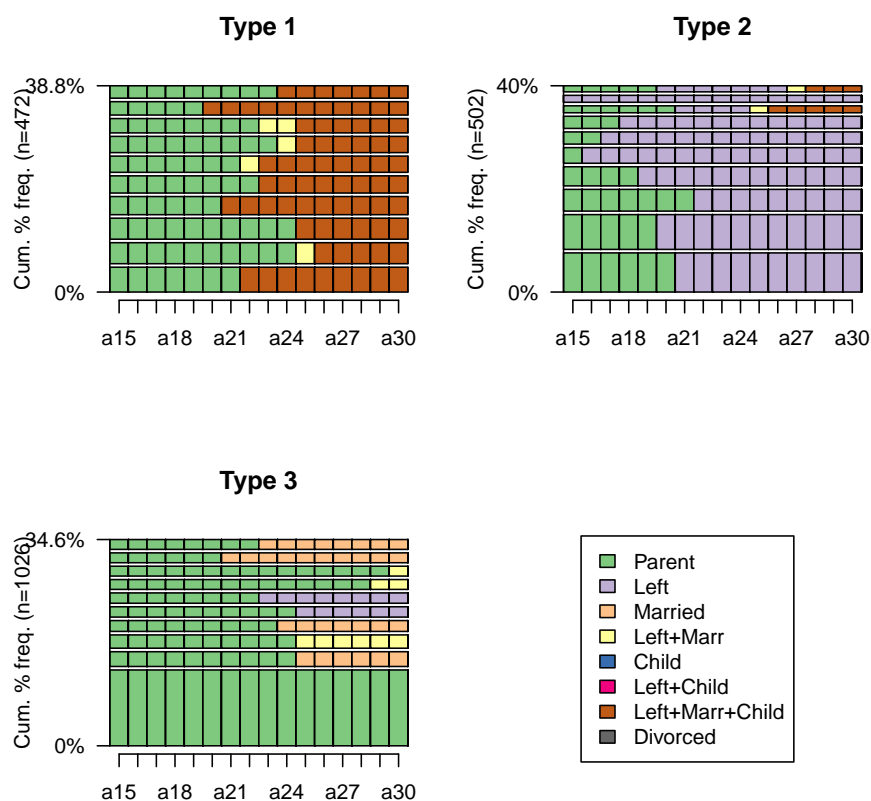 Type 1
Type 2
38.8%
40%
Cum. % freq. (n=472)
Cum. % freq. (n=502)
0%
0%
a15 a18 a21 a24 a27 a30
a15 a18 a21 a24 a27 a30
Type 3
34.6%
Cum. % freq. (n=1026)
0%
a15 a18 a21 a24 a27 a30
Parent
Left
Married
Left+Marr
Child
Left+Child
Left+Marr+Child
Divorced